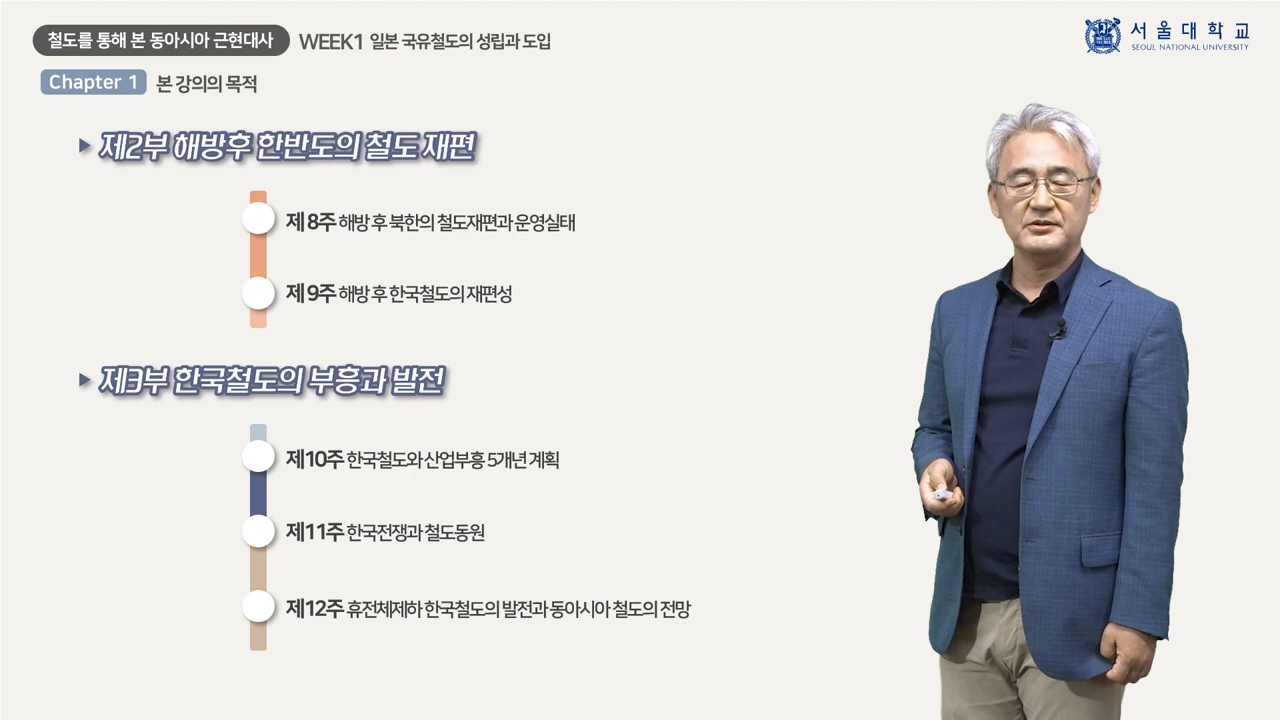 철도를 통해 본 동아시아 근현대사 WEEK1 일본 국유철도의 성립과 도입
서울대학교
SEOUL NATIONAL UNIVERSITY
Chapter 1 본 강의의 목적
제2부 해방후 한반도의 철도 재편
제8주 해방 후 북한의 철도재편과 운영실태
제9주 해방 후 한국철도의 재편성
제3부 한국철도의 부흥과 발전
제10주 한국철도와 산업부흥 5개년 계획
제11주 한국전쟁과 철도동원
제12주 휴전체제하 한국철도의 발전과 동아시아 철도의 전망